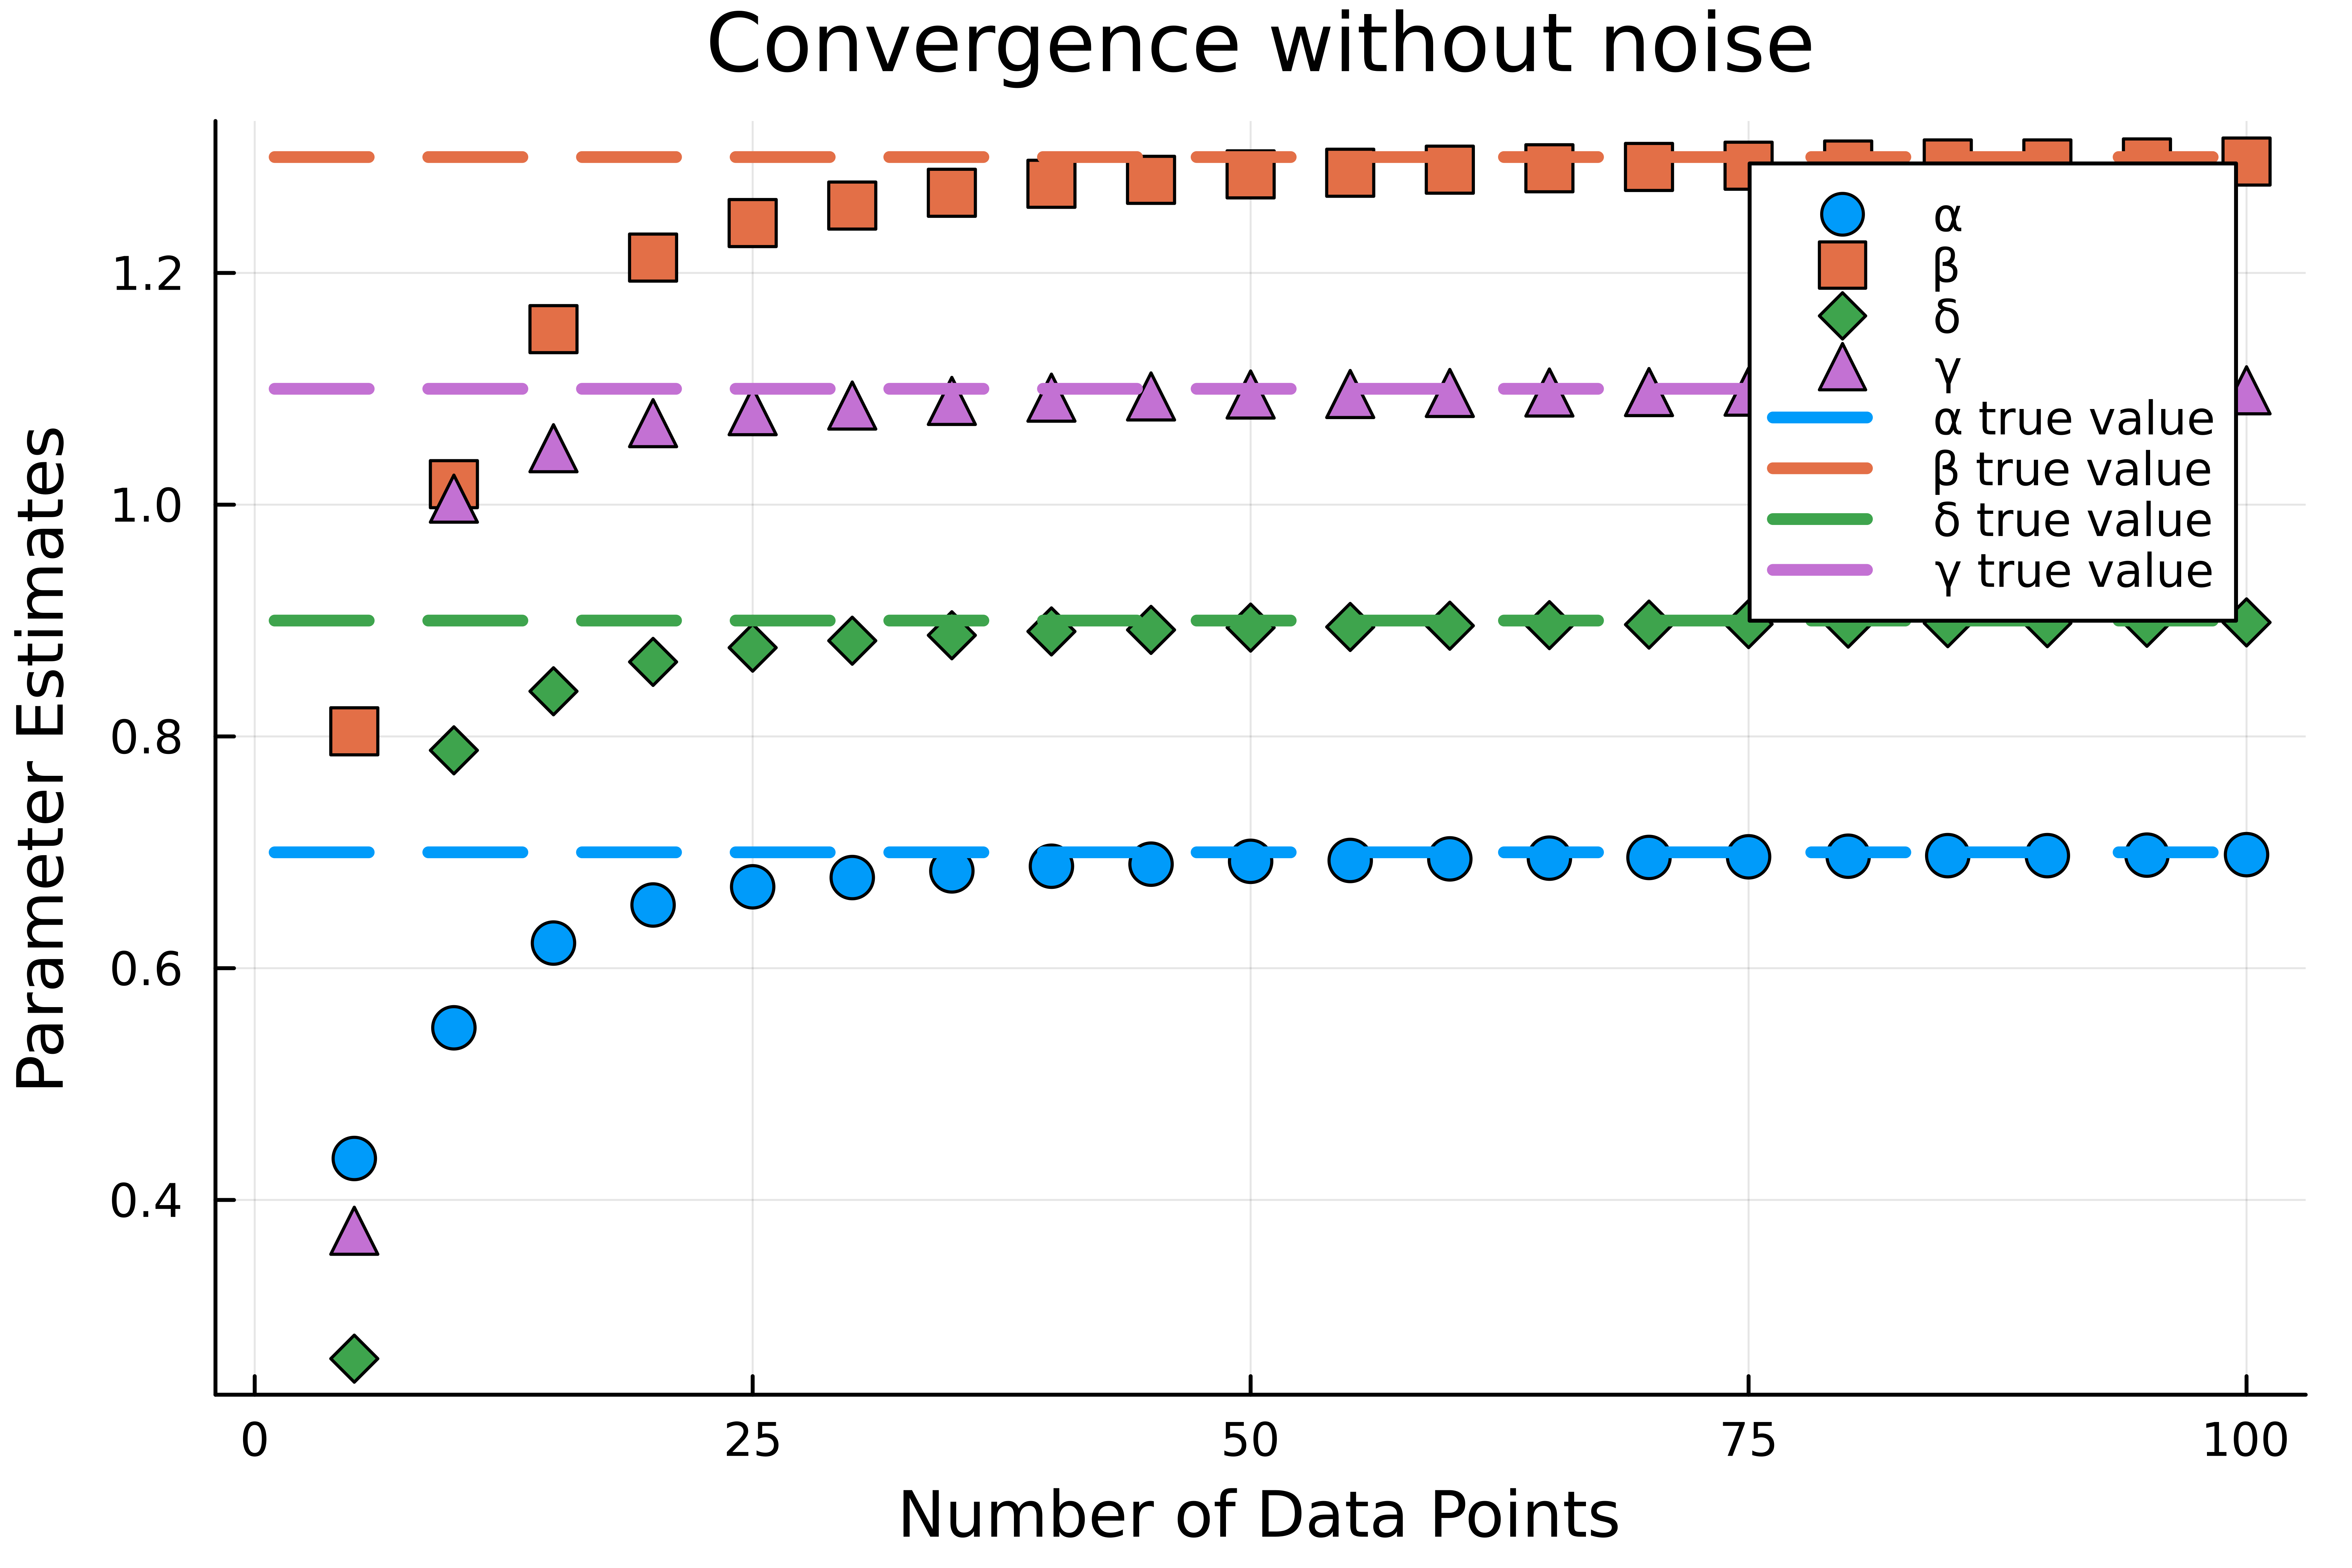 Convergence without noise
Parameter Estimates
1.2
1.0
0.8
0.6
0.4
α
β
δ
γ
α true value
β true value
δ true value
γ true value
0 25 50 75 100
Number of Data Points